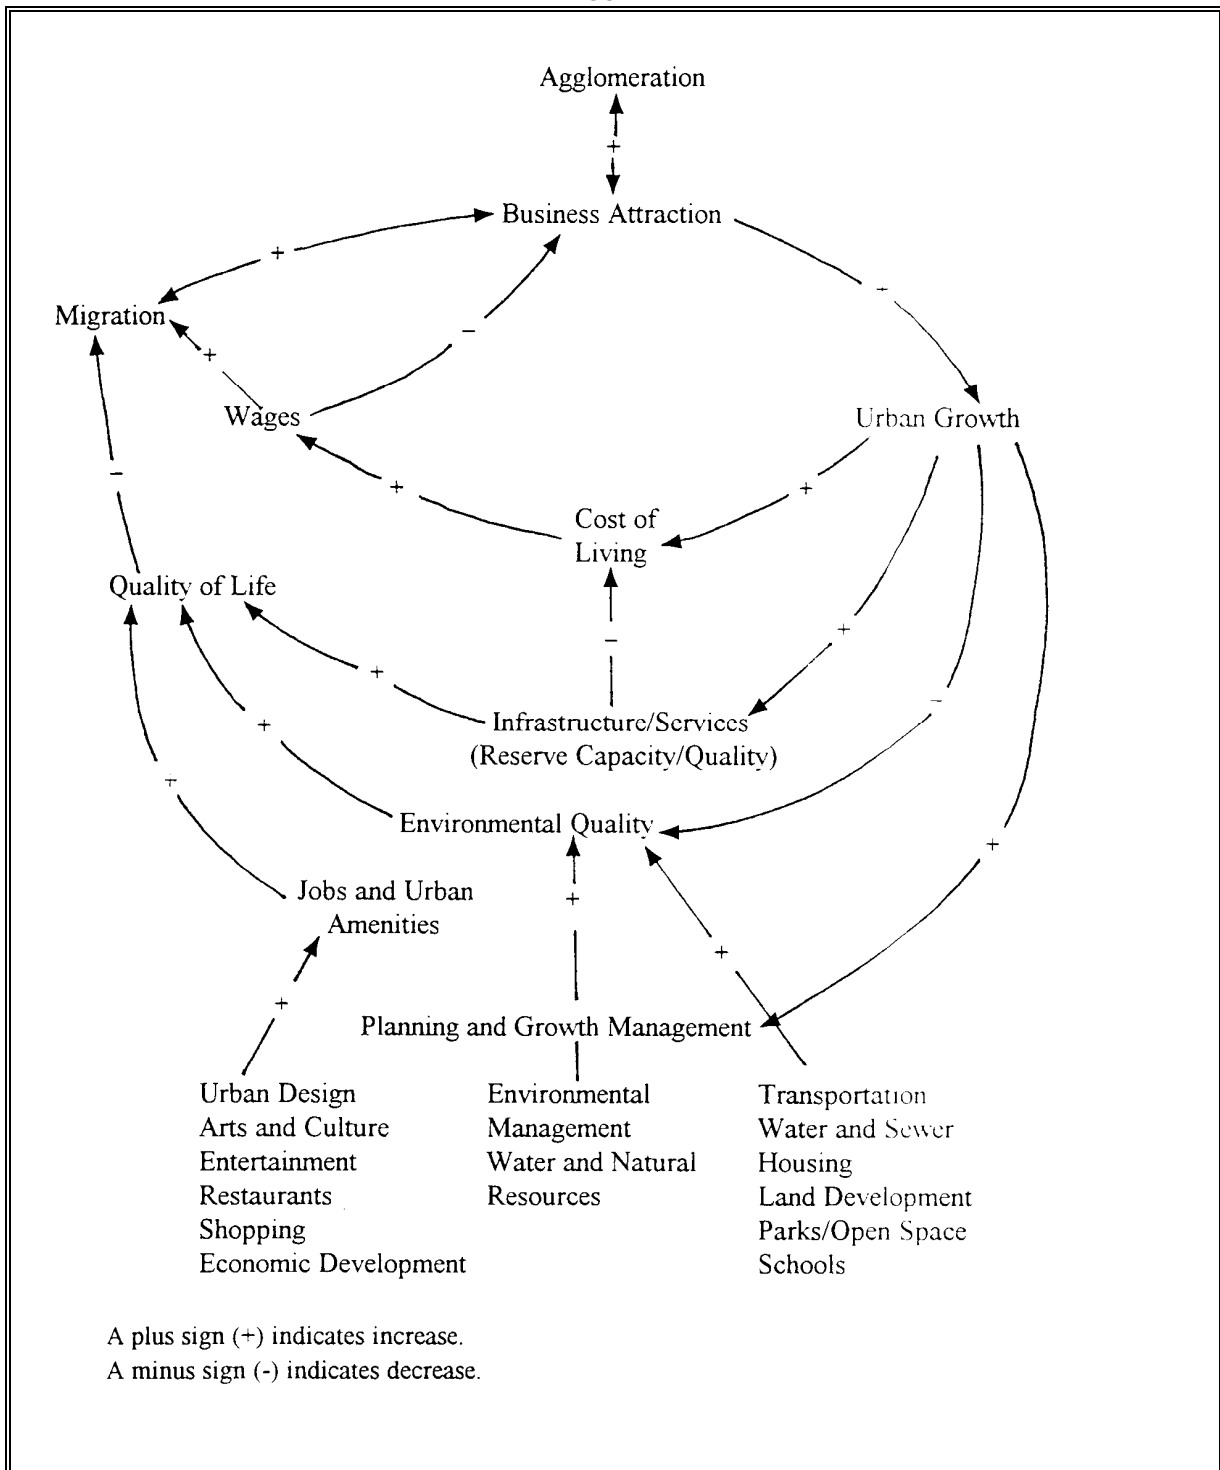 Agglomeration
+
Business Attraction
+
+
Migration
−
+
Wages
Urban Growth
−
+
+
Cost of
Living
Quality of Life
+
−
+
+
−
Infrastructure/Services
(Reserve Capacity/Quality)
+
+
Environmental Quality
+
Jobs and Urban
Amenities
+
+
+
Planning and Growth Management
Urban Design
Arts and Culture
Entertainment
Restaurants
Shopping
Economic Development
Environmental
Management
Water and Natural
Resources
Transportation
Water and Sewer
Housing
Land Development
Parks/Open Space
Schools
A plus sign (+) indicates increase.
A minus sign (-) indicates decrease.